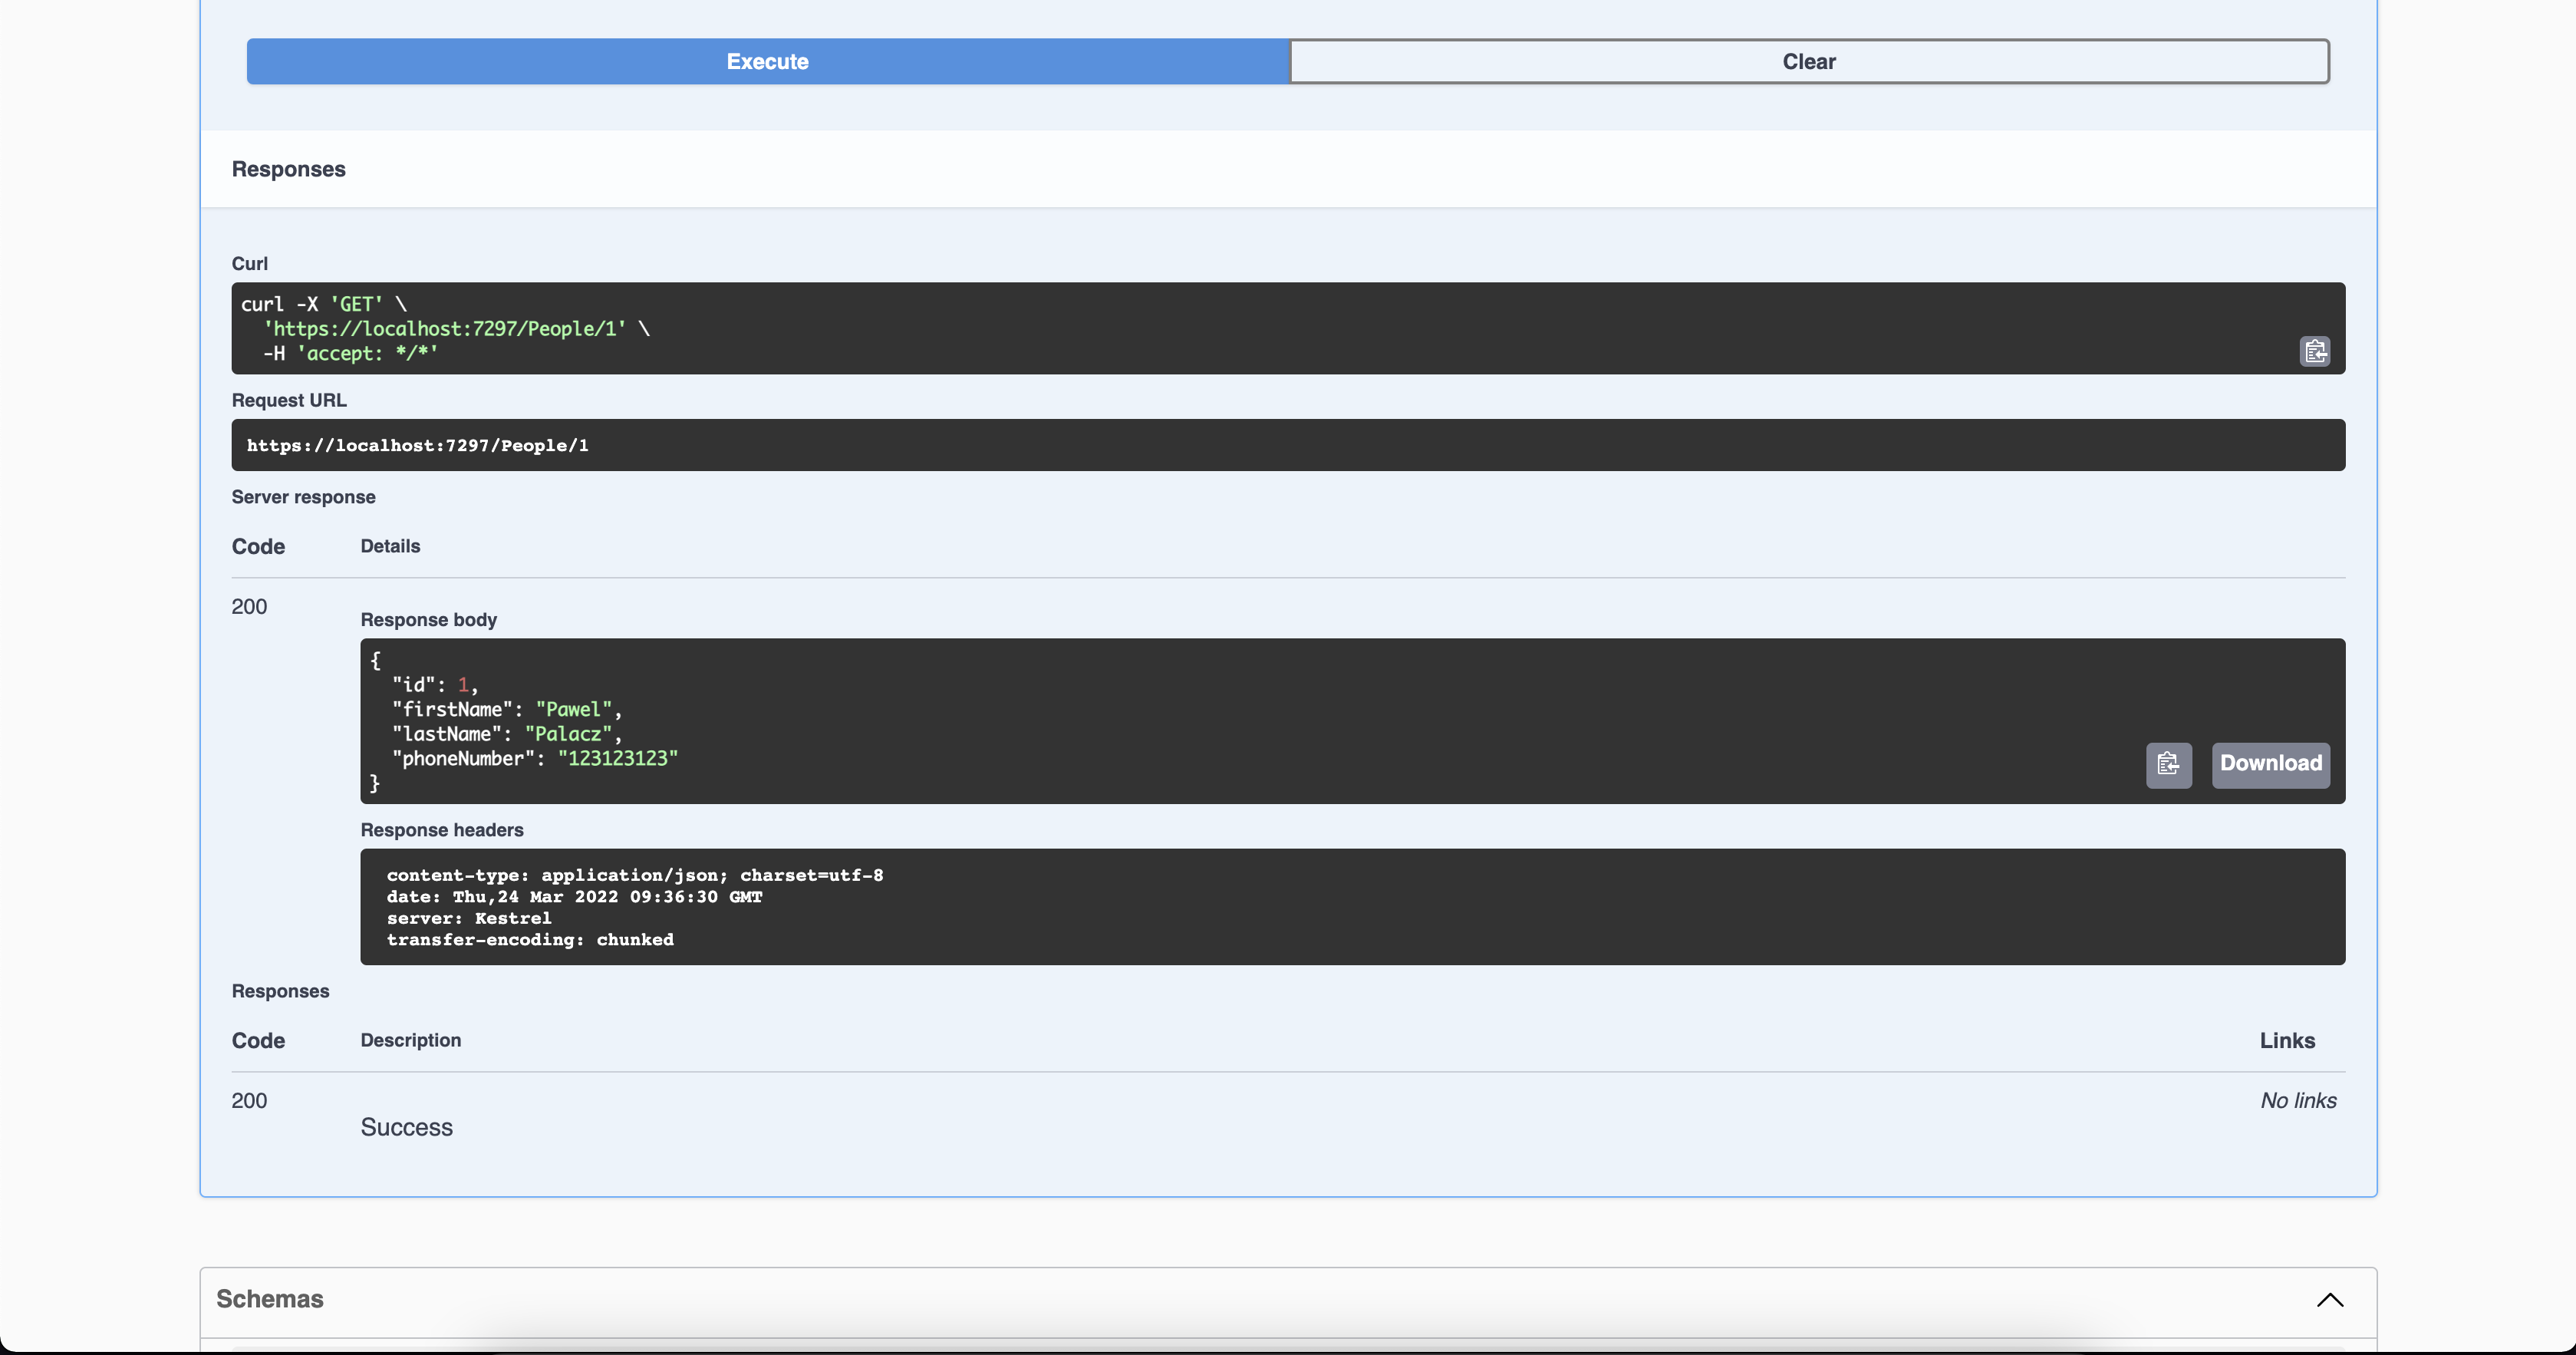 Execute
Clear
Responses
Curl
curl -X 'GET' \
'https://localhost:7297/People/1' \
-H 'accept: */*'
Request URL
https://localhost:7297/People/1
Server response
Code Details
200
Response body
{
"id": 1,
"firstName": "Pawel",
"lastName": "Palacz",
"phoneNumber": "123123123"
}
Download
Response headers
content-type: application/json; charset=utf-8
date: Thu,24 Mar 2022 09:36:30 GMT
server: Kestrel
transfer-encoding: chunked
Responses
Code Description Links
200 No links
Success
Schemas